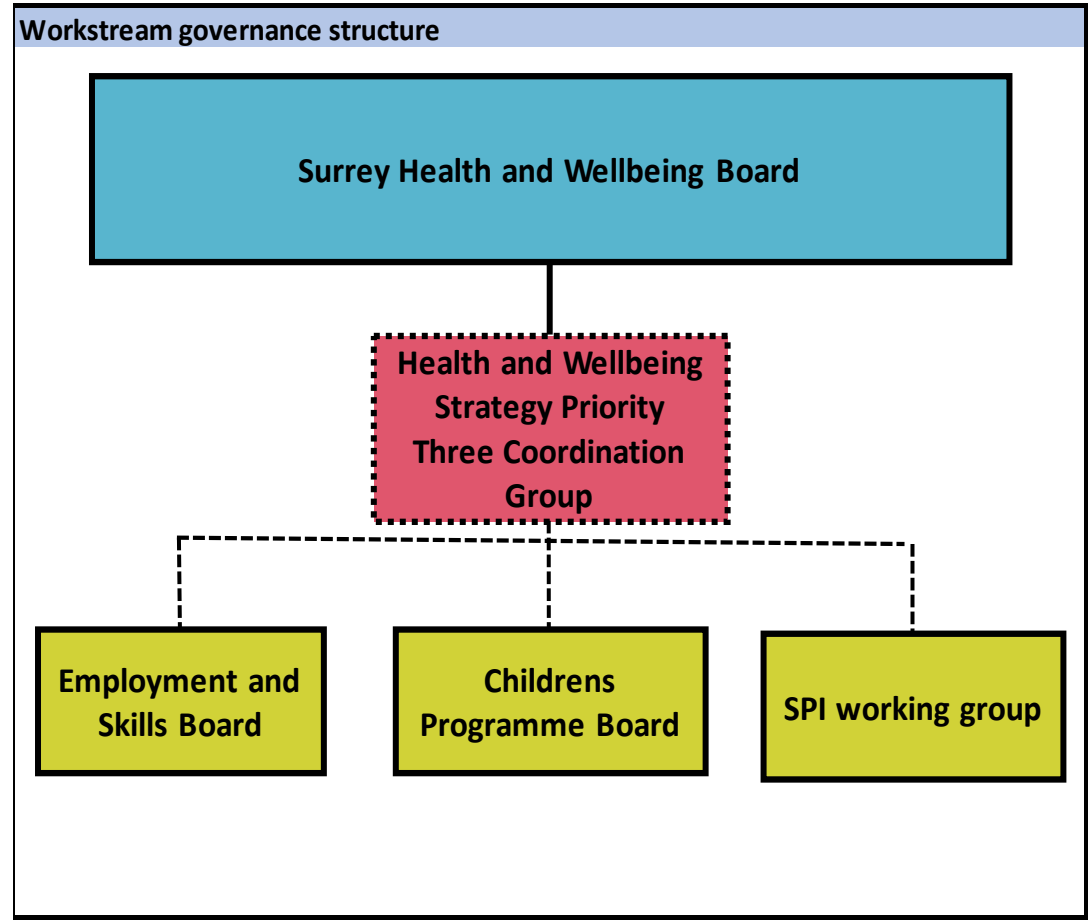 Workstream governance structure
Surrey Health and Wellbeing Board
Health and Wellbeing
Strategy Priority
Three Coordination
Group
Employment and
Skills Board
Childrens
Programme Board
SPI working group